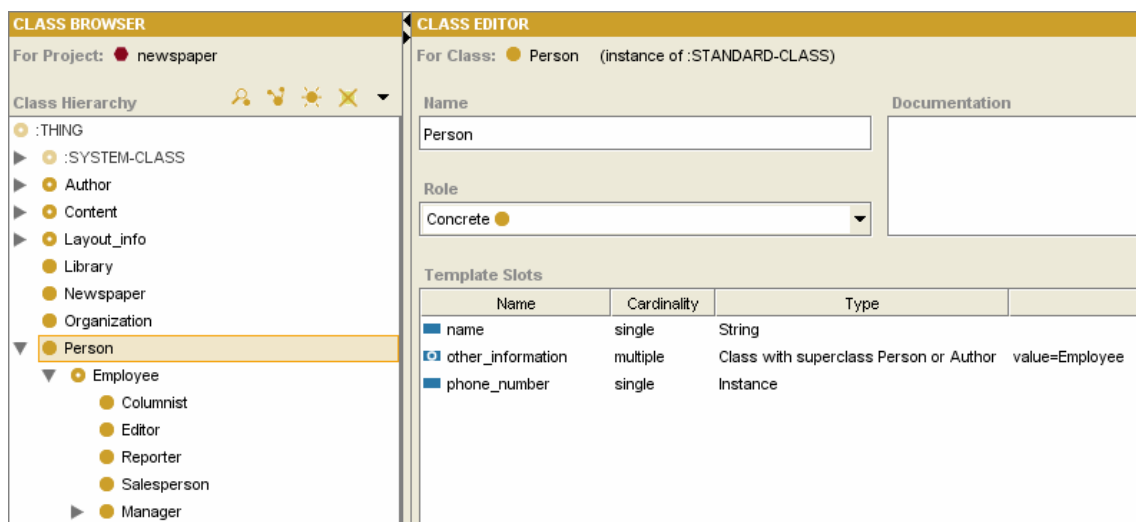 CLASS BROWSER
For Project: newspaper
Class Hierarchy
:THING
:SYSTEM-CLASS
Author
Content
Layout_info
Library
Newspaper
Organization
Person
Employee
Columnist
Editor
Reporter
Salesperson
Manager
CLASS EDITOR
For Class: Person (instance of :STANDARD-CLASS)
Name
Person
Documentation
Role
Concrete
Template Slots
Name Cardinality Type
name single String
other_information multiple Class with superclass Person or Author value=Employee
phone_number single Instance